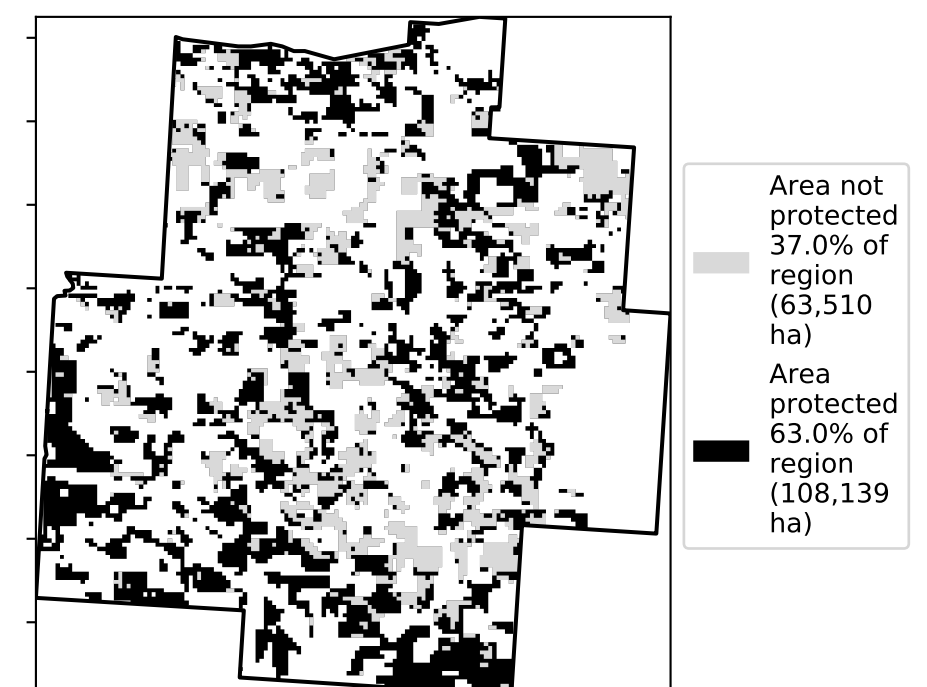 Area not
protected
37.0% of
region
(63,510
ha)
Area
protected
63.0% of
region
(108,139
ha)